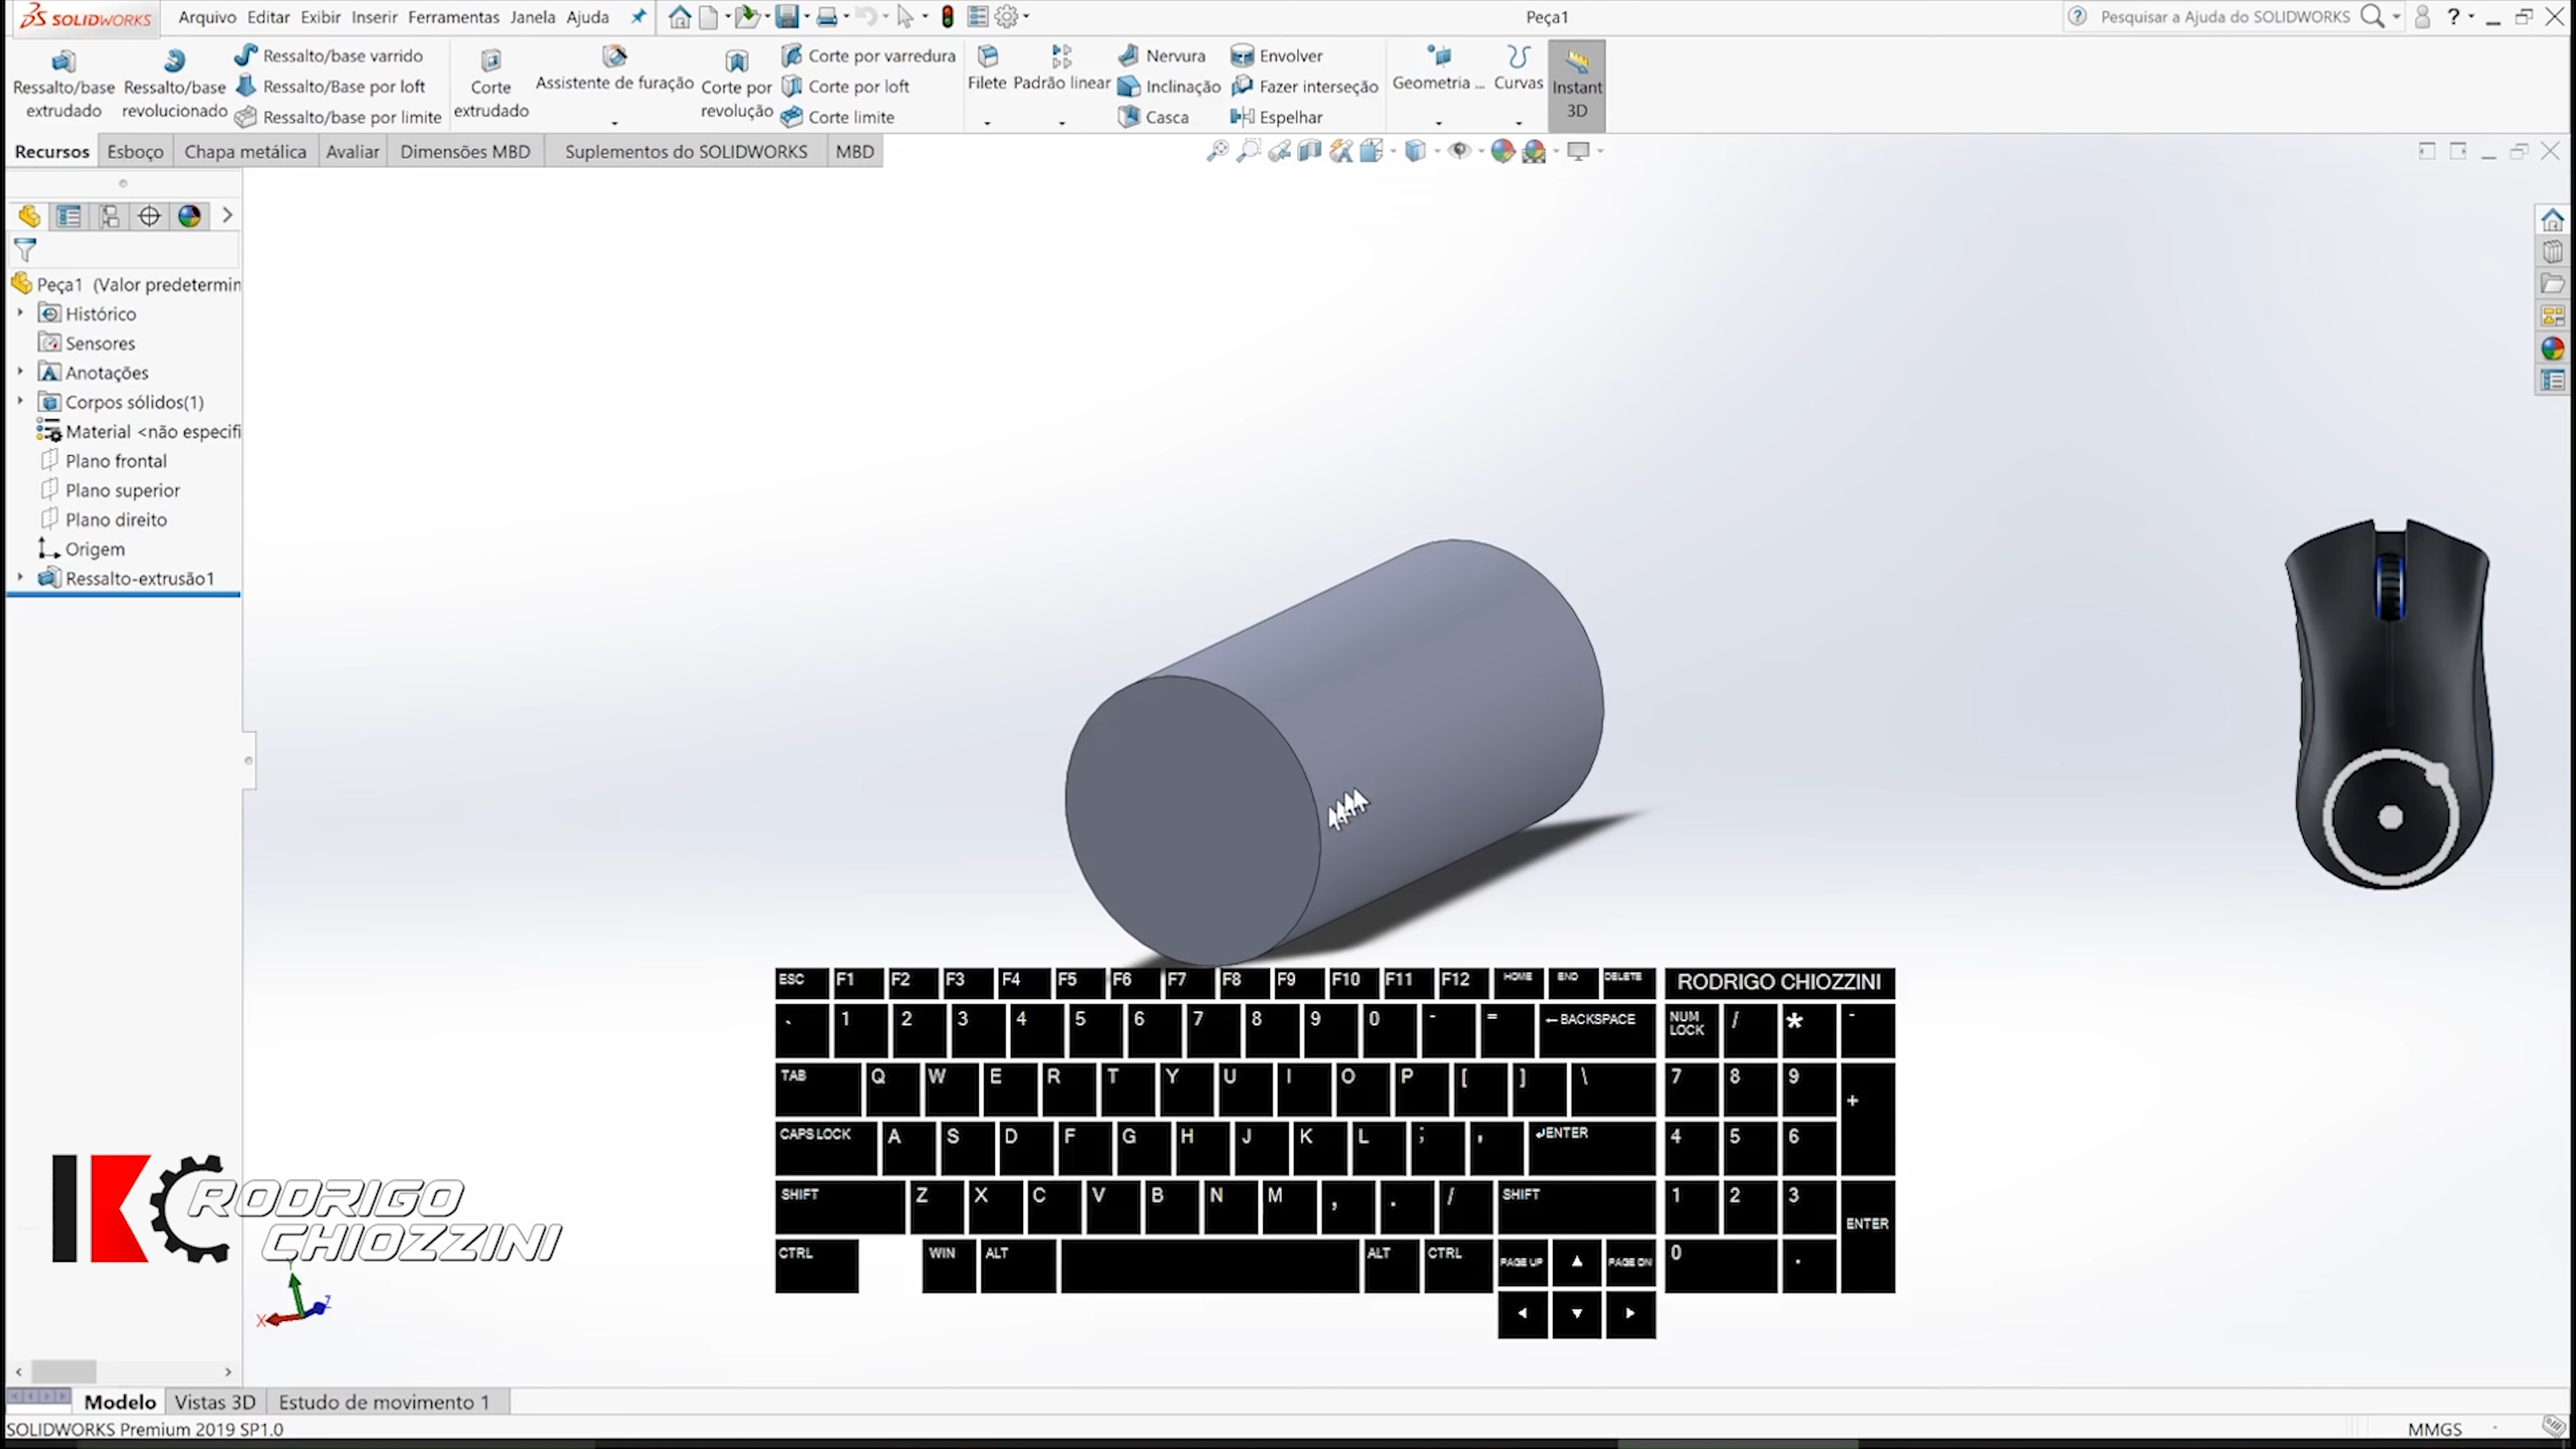 SOLIDWORKS Arquivo Editar Exibir Inserir Ferramentas Janela Ajuda Peça1 Pesquisar a Ajuda do SOLIDWORKS ?
Ressalto/base extrudado
Ressalto/base revolucionado
Ressalto/base varrido
Ressalto/Base por loft
Ressalto/base por limite
Corte extrudado
Assistente de furação
Corte por revolução
Corte por varredura
Corte por loft
Corte limite
Filete
Padrão linear
Nervura
Inclinação
Casca
Envolver
Fazer interseção
Espelhar
Geometria ...
Curvas
Instant 3D
Recursos Esboço Chapa metálica Avaliar Dimensões MBD Suplementos do SOLIDWORKS MBD
Peça1 (Valor predetermin
Histórico
Sensores
Anotações
Corpos sólidos(1)
Material <não especifi
Plano frontal
Plano superior
Plano direito
Origem
Ressalto-extrusão1
ESC F1 F2 F3 F4 F5 F6 F7 F8 F9 F10 F11 F12 HOME END DELETE RODRIGO CHIOZZINI
` 1 2 3 4 5 6 7 8 9 0 - = ←BACKSPACE NUM LOCK / * -
TAB Q W E R T Y U I O P [ ] \ 7 8 9 +
CAPS LOCK A S D F G H J K L ; ' ↲ENTER 4 5 6
SHIFT Z X C V B N M , . / SHIFT 1 2 3 ENTER
CTRL WIN ALT ALT CTRL PAGE UP ▲ PAGE DN 0 .
◄ ▼ ►
RODRIGO
CHIOZZINI
Y
X Z
Modelo Vistas 3D Estudo de movimento 1
SOLIDWORKS Premium 2019 SP1.0 MMGS -